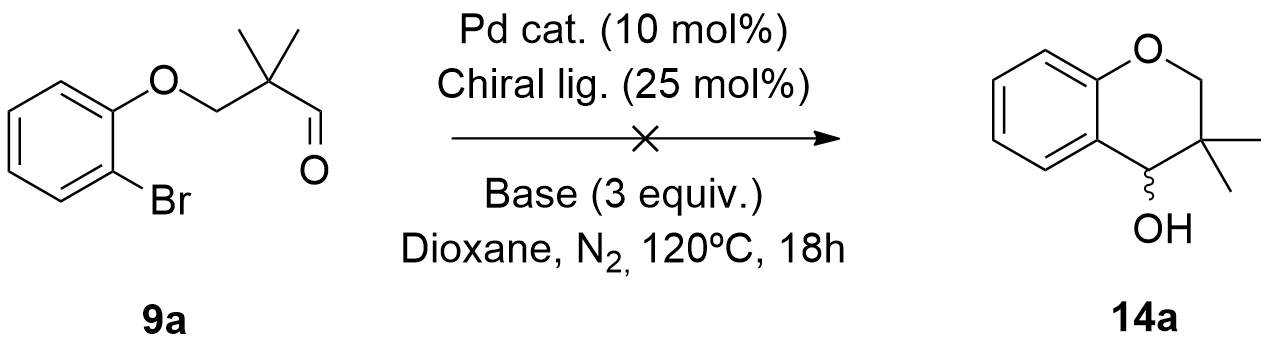 Pd cat. (10 mol%)
Chiral lig. (25 mol%)
Base (3 equiv.)
Dioxane, N2, 120ºC, 18h
O
O
Br
9a
O
OH
14a